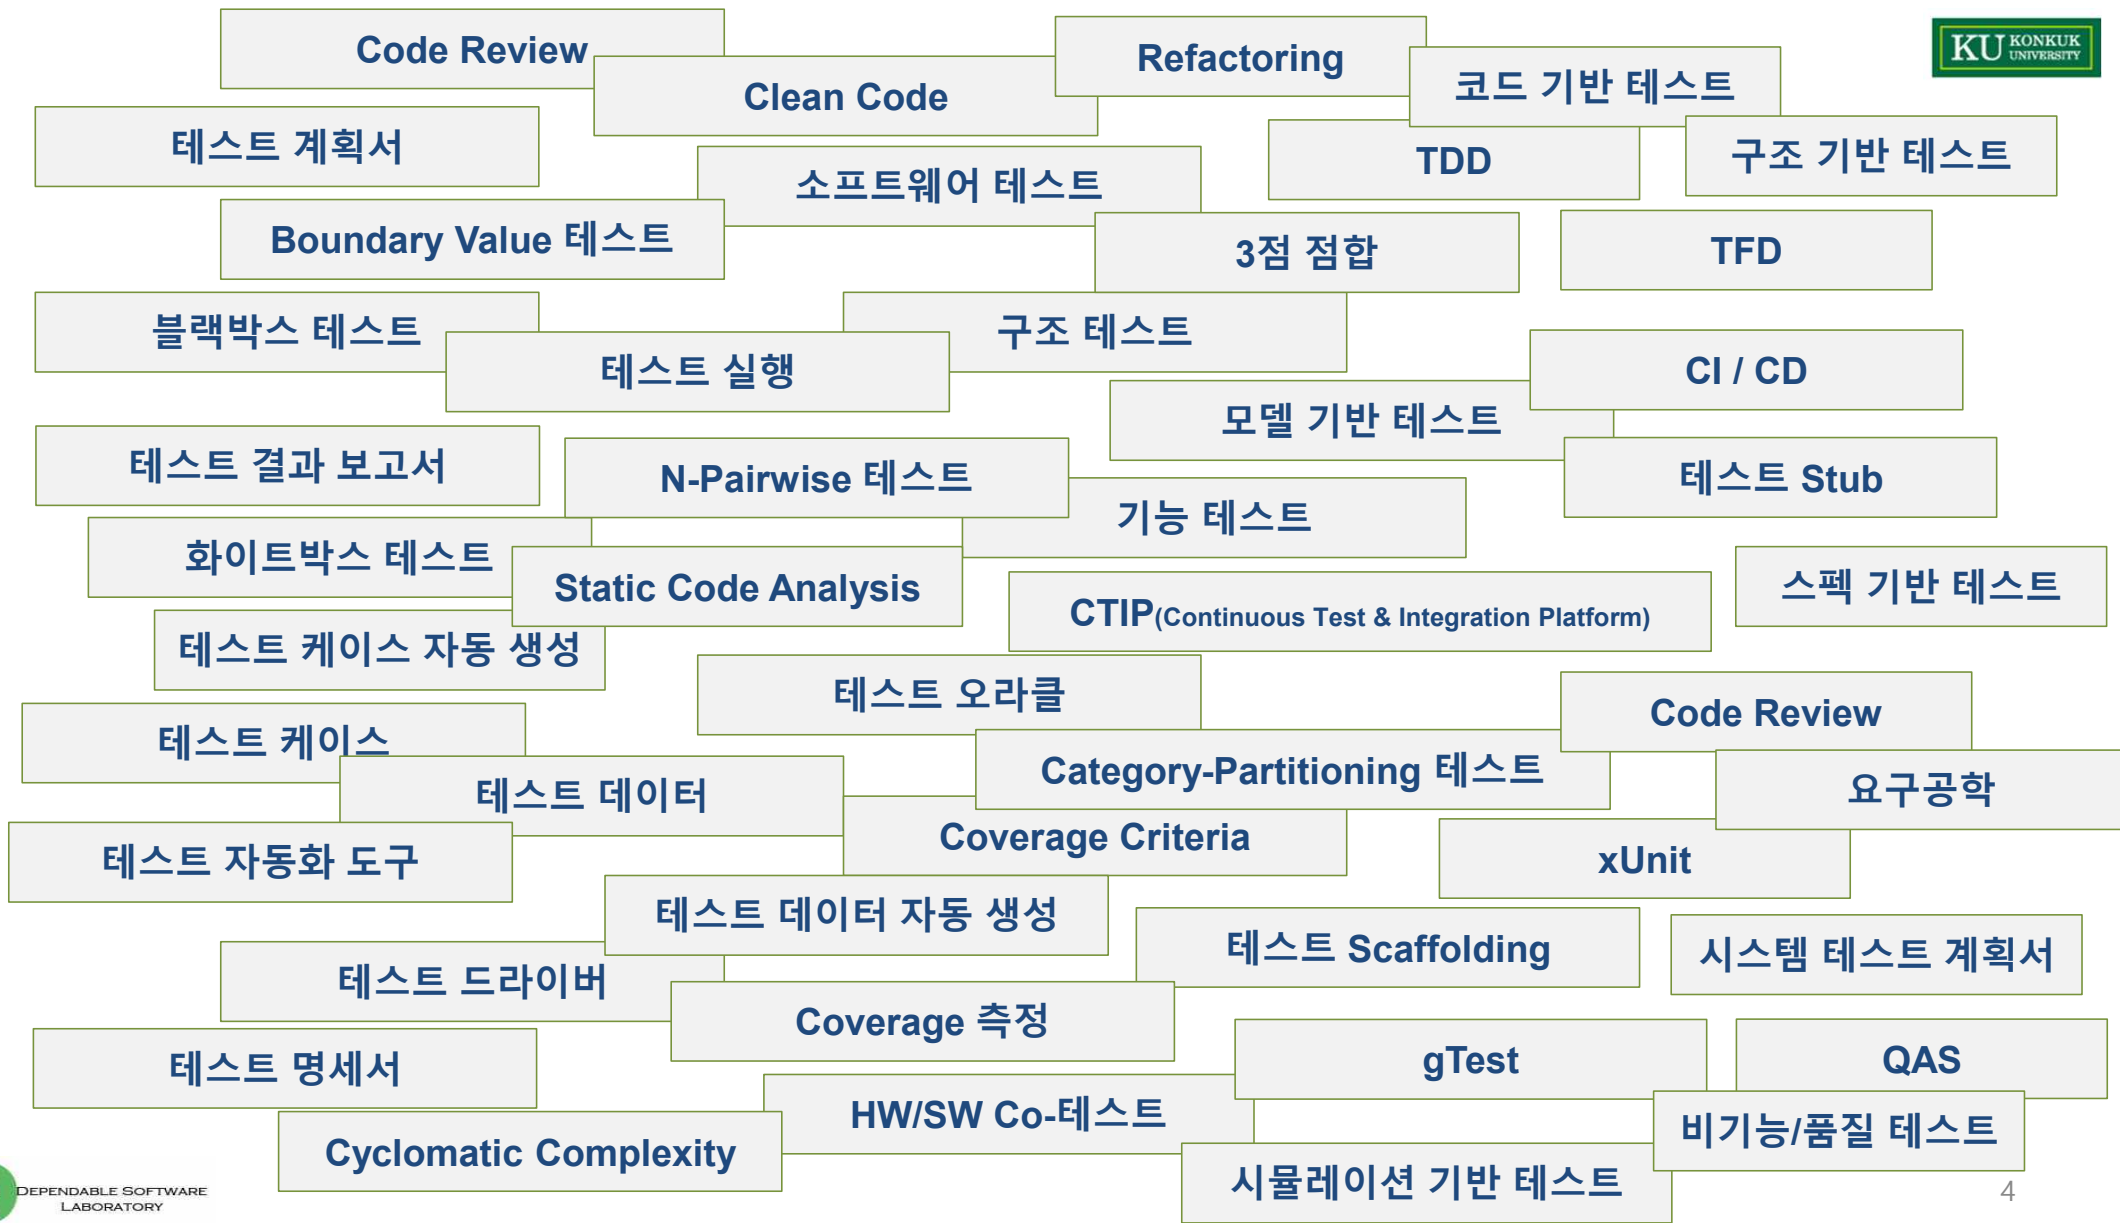 Code Review
Refactoring
KU KONKUK
UNIVERSITY
Clean Code
코드 기반 테스트
테스트 계획서
TDD
구조 기반 테스트
소프트웨어 테스트
Boundary Value 테스트
3점 점합
TFD
블랙박스 테스트
구조 테스트
테스트 실행
CI / CD
모델 기반 테스트
테스트 결과 보고서
N-Pairwise 테스트
테스트 Stub
기능 테스트
화이트박스 테스트
Static Code Analysis
스펙 기반 테스트
CTIP(Continuous Test & Integration Platform)
테스트 케이스 자동 생성
테스트 오라클
Code Review
테스트 케이스
Category-Partitioning 테스트
요구공학
테스트 데이터
Coverage Criteria
테스트 자동화 도구
xUnit
테스트 데이터 자동 생성
테스트 Scaffolding
시스템 테스트 계획서
테스트 드라이버
Coverage 측정
테스트 명세서
gTest
QAS
HW/SW Co-테스트
비기능/품질 테스트
Cyclomatic Complexity
시뮬레이션 기반 테스트
DEPENDABLE SOFTWARE
LABORATORY
4